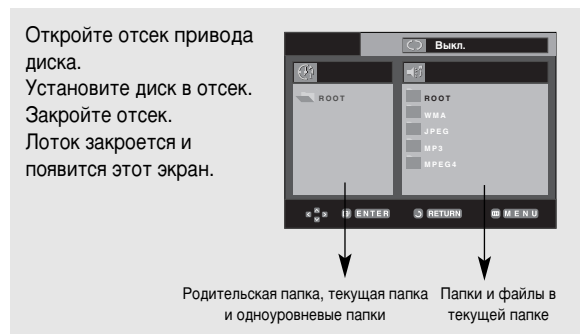 Откройте отсек привода
диска.
Установите диск в отсек.
Закройте отсек.
Лоток закроется и
появится этот экран.
Выкл.
ROOT
ROOT
WMA
JPEG
MP3
MPEG4
ENTER RETURN MENU
Родительская папка, текущая папка
и одноуровневые папки
Папки и файлы в
текущей папке